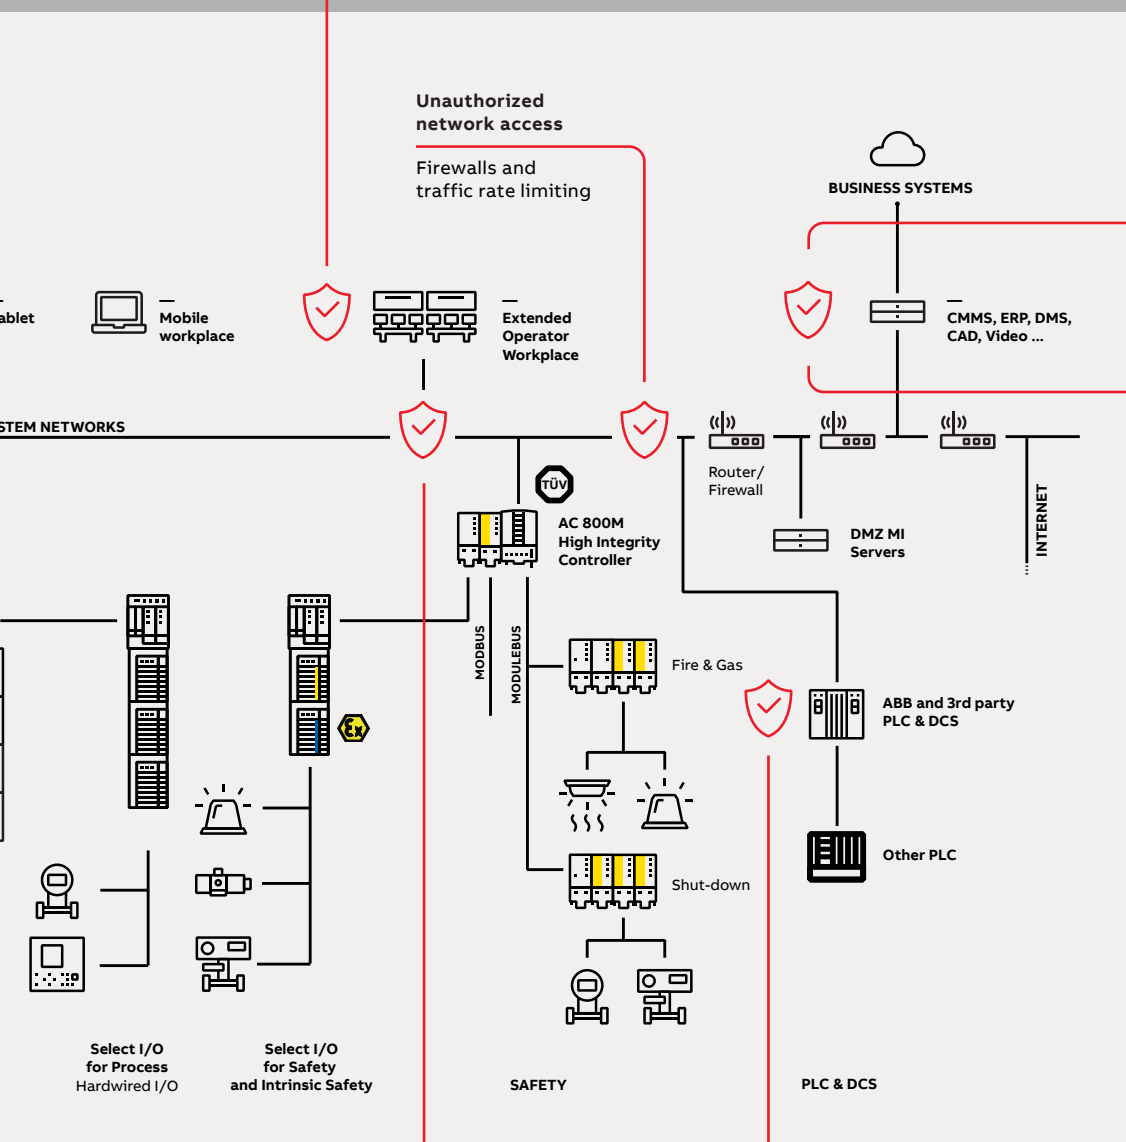 Unauthorized
network access
Firewalls and
traffic rate limiting
BUSINESS SYSTEMS
ablet
Mobile
workplace
Extended
Operator
Workplace
CMMS, ERP, DMS,
CAD, Video ...
STEM NETWORKS
Router/
Firewall
TÜV
AC 800M
High Integrity
Controller
DMZ MI
Servers
INTERNET
MODBUS
MODULEBUS
Fire & Gas
Ex
ABB and 3rd party
PLC & DCS
Other PLC
Shut-down
Select I/O
for Process
Hardwired I/O
Select I/O
for Safety
and Intrinsic Safety
SAFETY
PLC & DCS